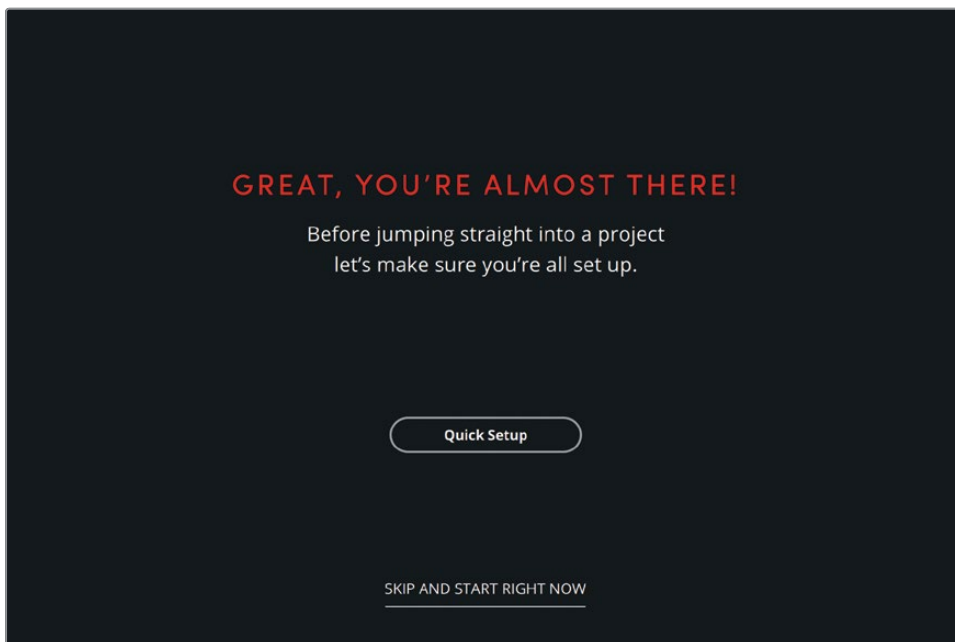 GREAT, YOU’RE ALMOST THERE!
Before jumping straight into a project
let’s make sure you’re all set up.
Quick Setup
SKIP AND START RIGHT NOW